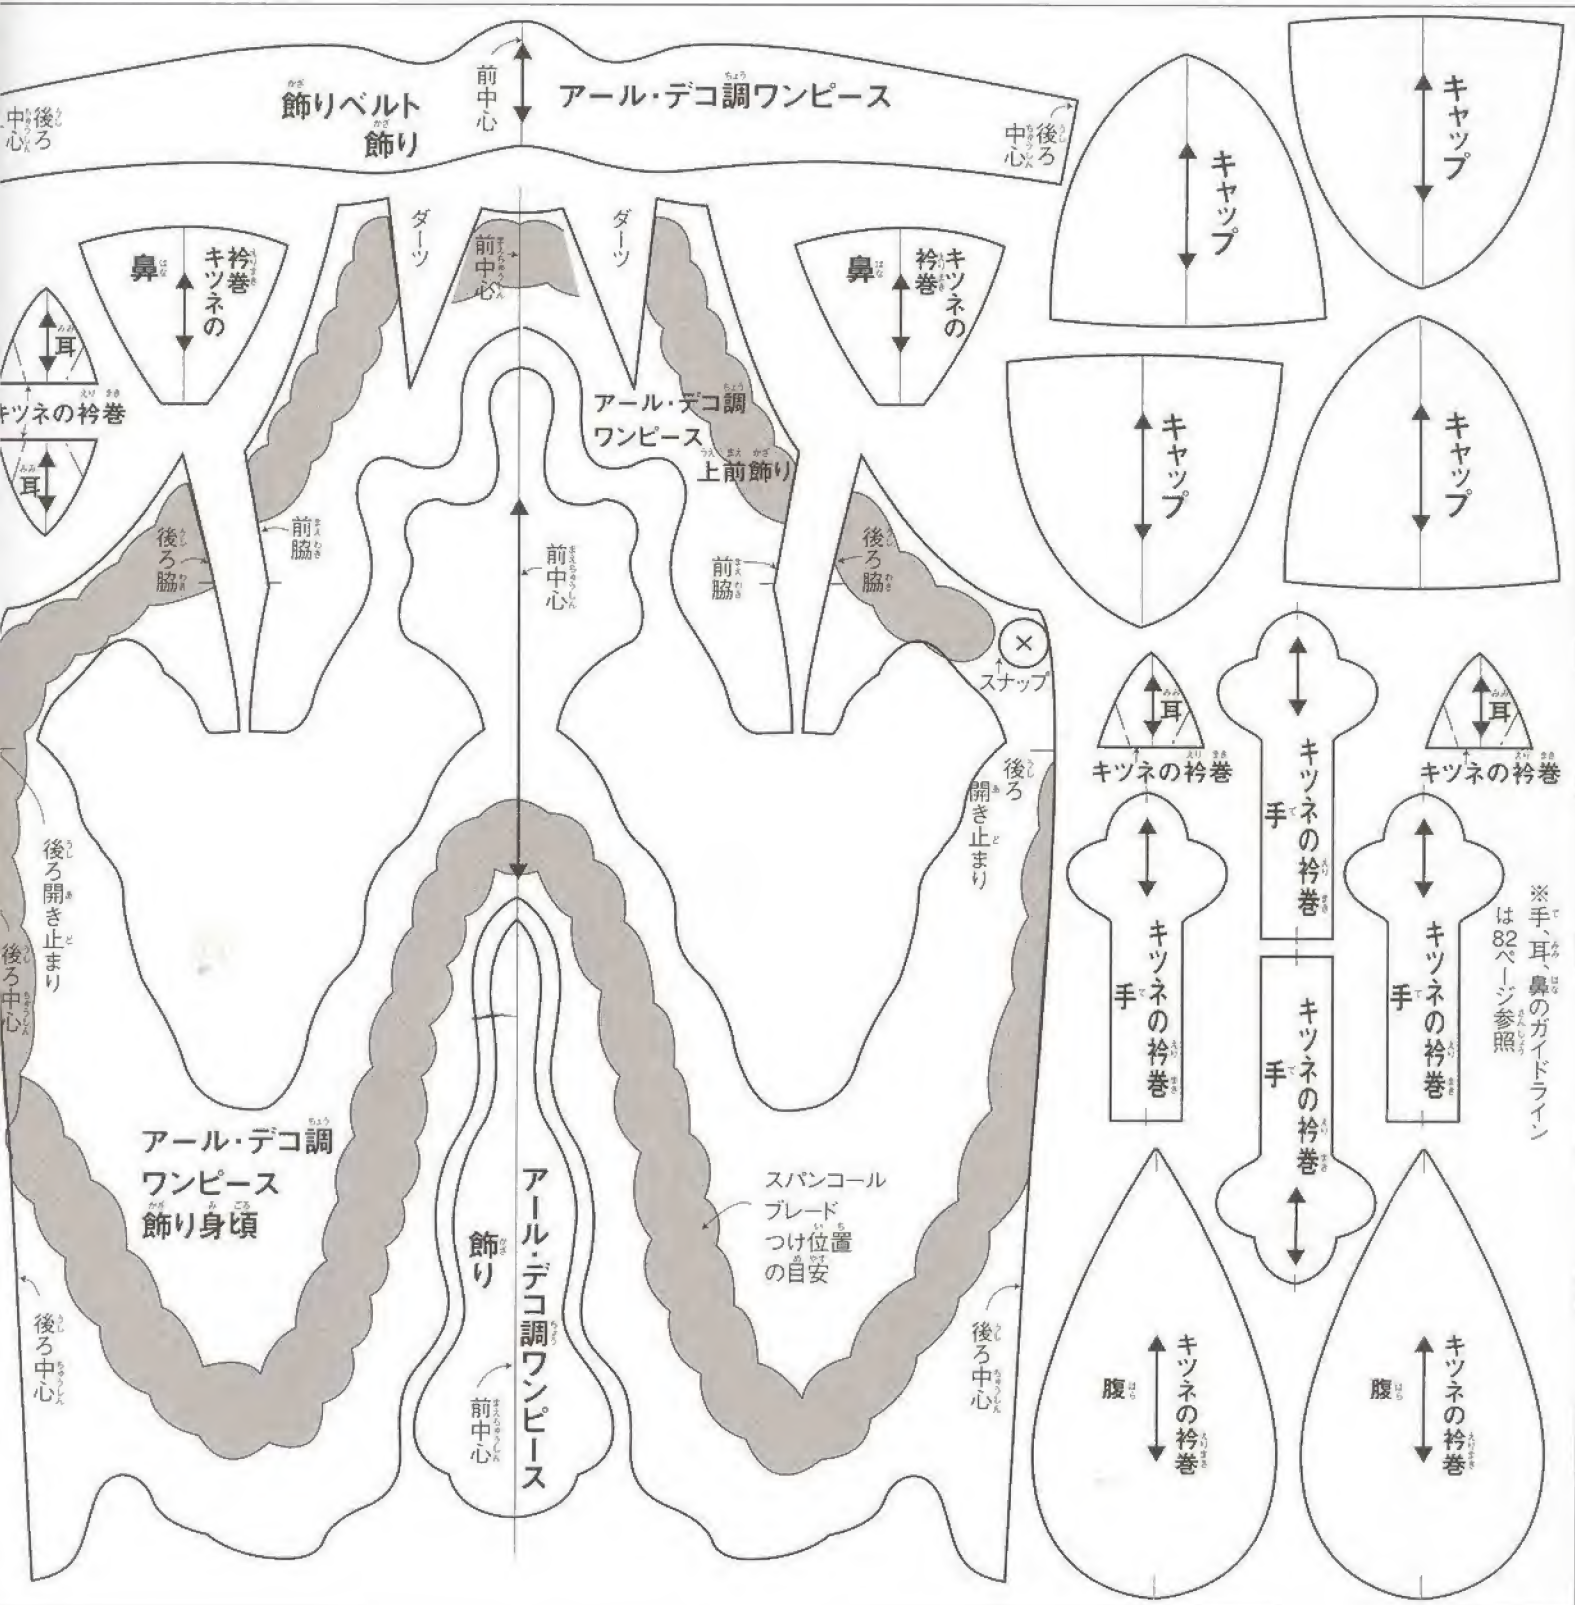 飾りベルト
飾り
前中心
アール・デコ調ワンピース
後ろ中心
後ろ中心
キャップ
キャップ
ダーツ
前中心
ダーツ
キツネの衿巻
鼻
キツネの衿巻
鼻
耳
キツネの衿巻
耳
アール・デコ調
ワンピース
上前飾り
キャップ
キャップ
後ろ脇
前脇
前中心
前脇
後ろ脇
スナップ
耳
キツネの衿巻
耳
キツネの衿巻
後ろ開き止まり
後ろ開き止まり
後ろ中心
キツネの衿巻
手
キツネの衿巻
手
キツネの衿巻
手
キツネの衿巻
手
※手、耳、鼻のガイドライン
は82ページ参照
アール・デコ調
ワンピース
飾り身頃
アール・デコ調ワンピース
飾り
前中心
スパンコール
ブレード
つけ位置
の目安
後ろ中心
後ろ中心
キツネの衿巻
腹
キツネの衿巻
腹